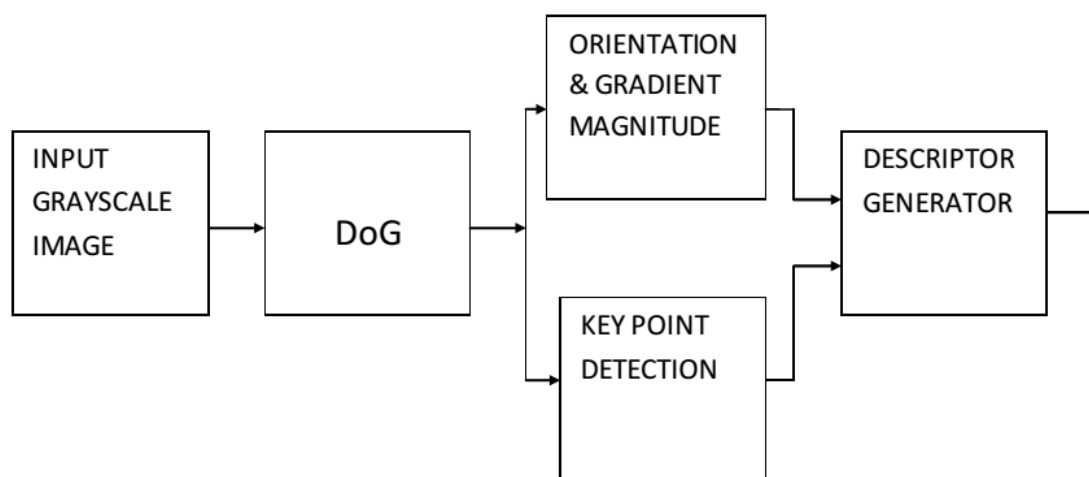 INPUT
GRAYSCALE
IMAGE
DoG
ORIENTATION
& GRADIENT
MAGNITUDE
KEY POINT
DETECTION
DESCRIPTOR
GENERATOR